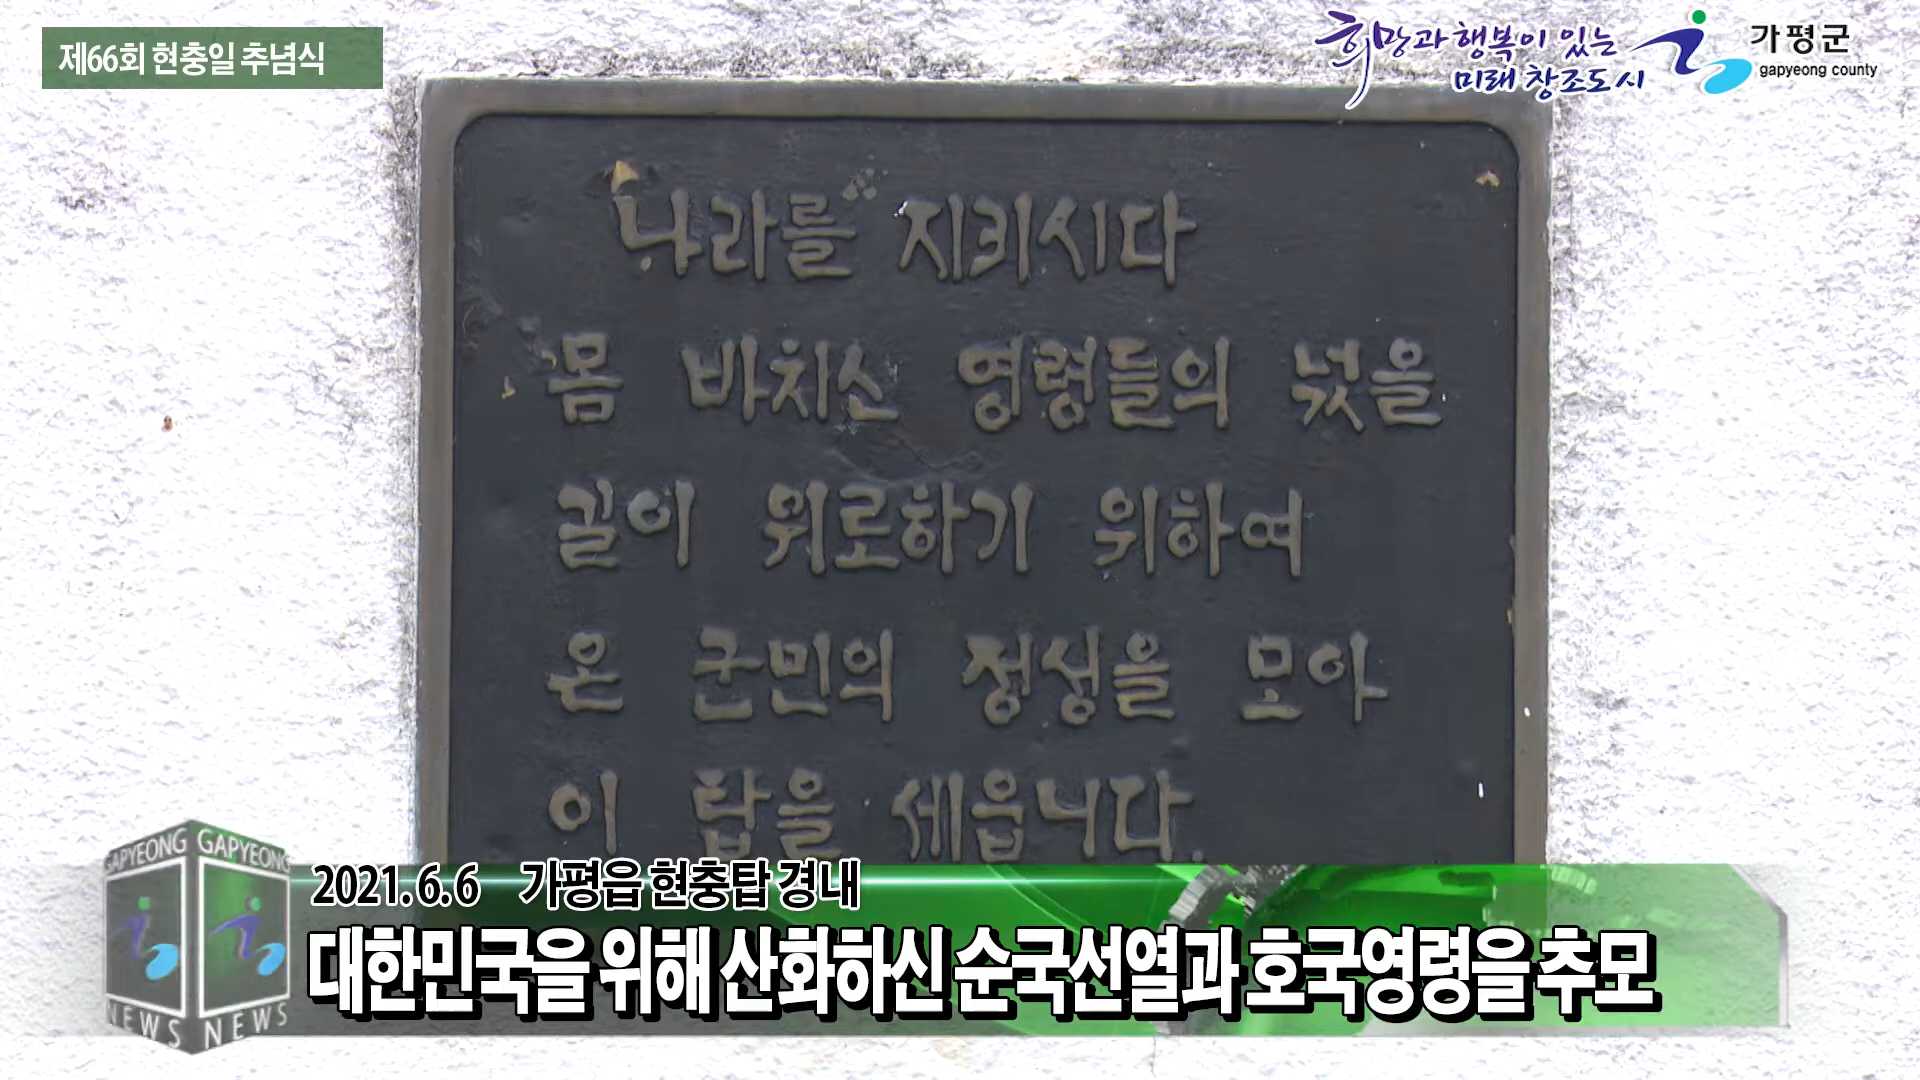 제66회 현충일 추념식
희망과 행복이 있는
미래 창조도시
가평군
gapyeong county
나라를 지키시다
몸 바치신 영령들의 넋을
길이 위로하기 위하여
온 군민의 정성을 모아
이 탑을 세웁니다.
GAPYEONG GAPYEONG
NEWS NEWS
2021. 6. 6 가평읍 현충탑 경내
대한민국을 위해 산화하신 순국선열과 호국영령을 추모